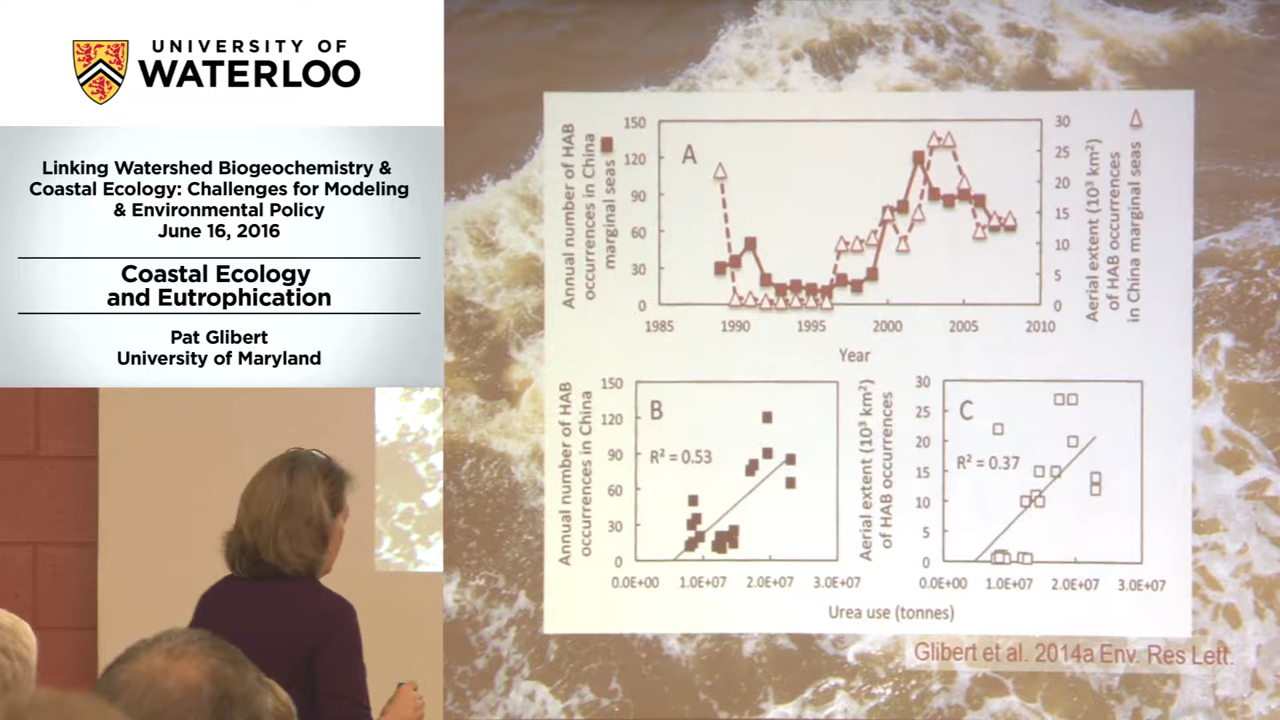 UNIVERSITY OF
WATERLOO
Linking Watershed Biogeochemistry &
Coastal Ecology: Challenges for Modeling
& Environmental Policy
June 16, 2016
Coastal Ecology
and Eutrophication
Pat Glibert
University of Maryland
Annual number of HAB
occurrences in China
marginal seas
150
120
90
60
30
0
A
30
25
20
15
10
5
0
Aerial extent (10³ km²)
of HAB occurrences
in China marginal seas
1985
1990
1995
2000
2005
2010
Year
Annual number of HAB
occurrences in China
150
120
90
60
30
0
B
R² = 0.53
0.0E+00
1.0E+07
2.0E+07
3.0E+07
Aerial extent (10³ km²)
of HAB occurrences
30
25
20
15
10
5
0
C
R² = 0.37
0.0E+00
1.0E+07
2.0E+07
3.0E+07
Urea use (tonnes)
Glibert et al. 2014a Env. Res Lett.